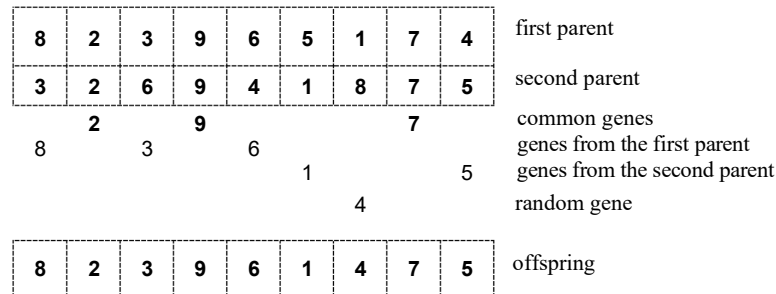 8 2 3 9 6 5 1 7 4 first parent
3 2 6 9 4 1 8 7 5 second parent
2 9 7 common genes
8 3 6 genes from the first parent
1 5 genes from the second parent
4 random gene
8 2 3 9 6 1 4 7 5 offspring